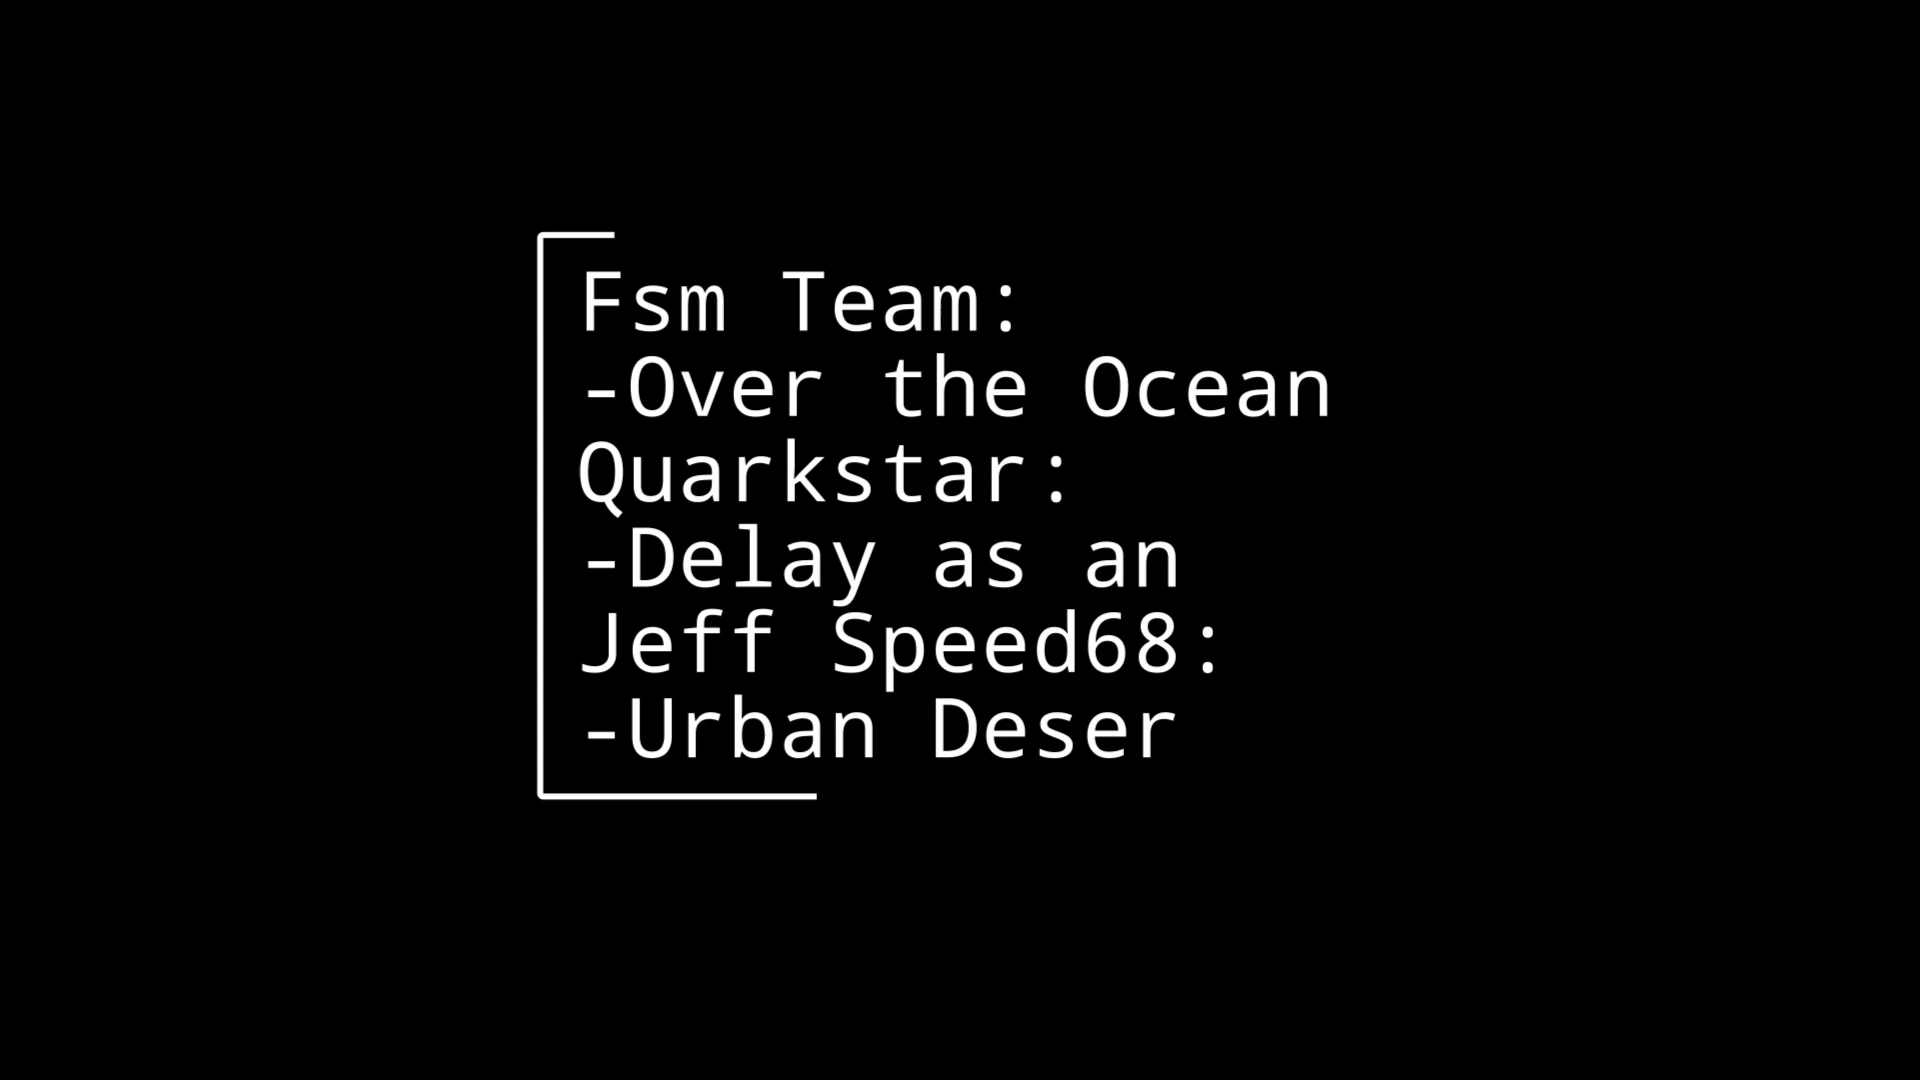 Fsm Team:
-Over the Ocean
Quarkstar:
-Delay as an
Jeff Speed68:
-Urban Deser